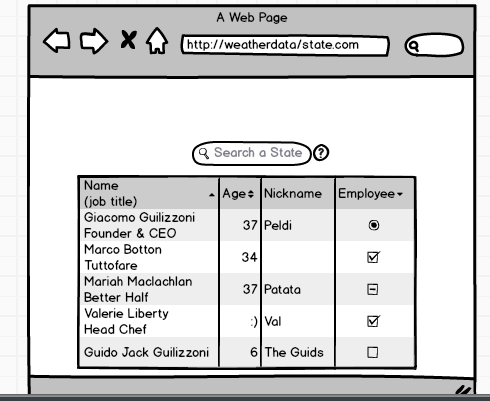 A Web Page
http://weatherdata/state.com
Search a State ?
Name
(job title)
Age
Nickname
Employee
Giacomo Guilizzoni
Founder & CEO
37
Peldi
Marco Botton
Tuttofare
34
Mariah Maclachlan
Better Half
37
Patata
Valerie Liberty
Head Chef
:)
Val
Guido Jack Guilizzoni
6
The Guids